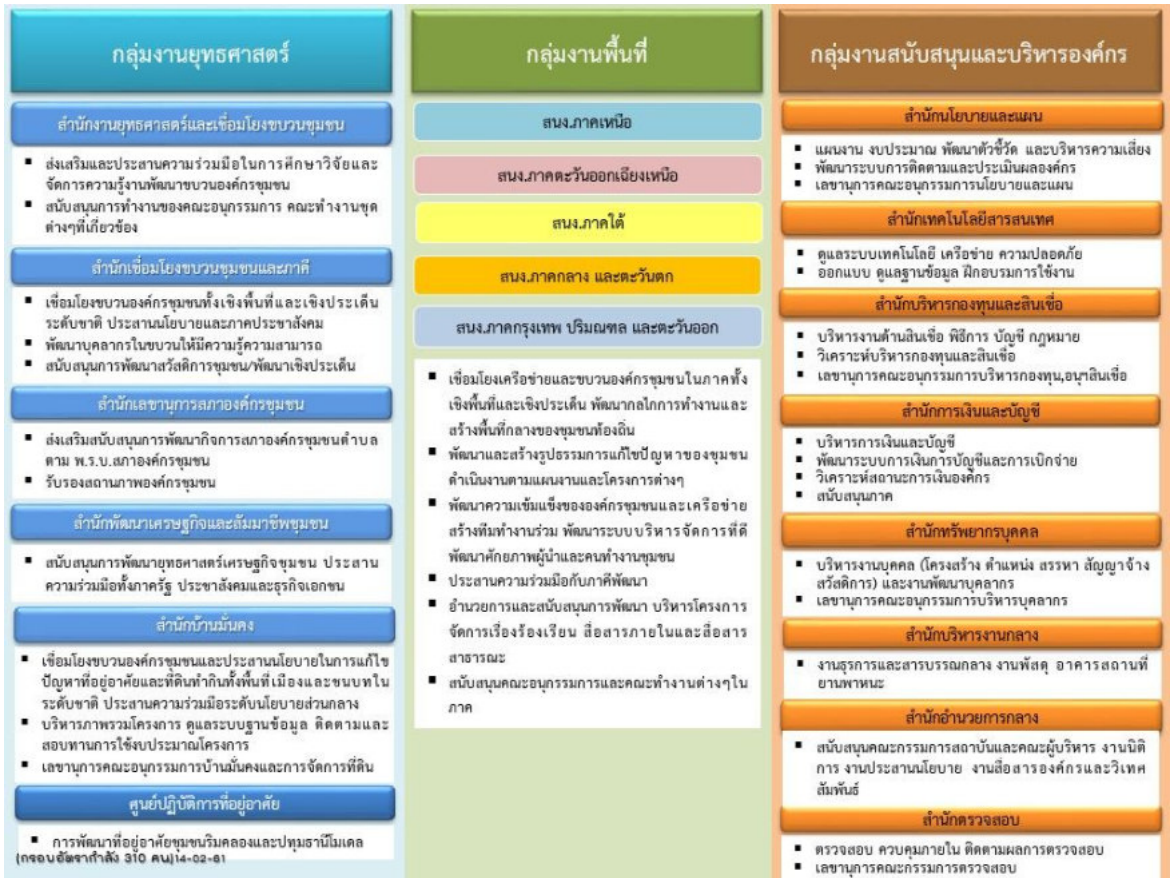 กลุ่มงานยุทธศาสตร์
สำนักงานยุทธศาสตร์และเชื่อมโยงขบวนชุมชน
▪ ส่งเสริมและประสานความร่วมมือในการศึกษาวิจัยและ
จัดการความรู้งานพัฒนาขบวนองค์กรชุมชน
▪ สนับสนุนการทำงานของคณะอนุกรรมการ คณะทำงานชุด
ต่างๆที่เกี่ยวข้อง
สำนักเชื่อมโยงขบวนชุมชนและภาคี
▪ เชื่อมโยงขบวนองค์กรชุมชนทั้งเชิงพื้นที่และเชิงประเด็น
ระดับชาติ ประสานนโยบายและภาคประชาสังคม
▪ พัฒนาบุคลากรในขบวนให้มีความรู้ความสามารถ
▪ สนับสนุนการพัฒนาสวัสดิการชุมชน/พัฒนาเชิงประเด็น
สำนักเลขานุการสภาองค์กรชุมชน
▪ ส่งเสริมสนับสนุนการพัฒนากิจการสภาองค์กรชุมชนตำบล
ตาม พ.ร.บ.สภาองค์กรชุมชน
▪ รับรองสถานภาพองค์กรชุมชน
สำนักพัฒนาเศรษฐกิจและสัมมาชีพชุมชน
▪ สนับสนุนการพัฒนายุทธศาสตร์เศรษฐกิจชุมชน ประสาน
ความร่วมมือทั้งภาครัฐ ประชาสังคมและธุรกิจเอกชน
สำนักบ้านมั่นคง
▪ เชื่อมโยงขบวนองค์กรชุมชนและประสานนโยบายในการแก้ไข
ปัญหาที่อยู่อาศัยและที่ดินทำกินทั้งพื้นที่เมืองและชนบทใน
ระดับชาติ ประสานความร่วมมือระดับนโยบายส่วนกลาง
▪ บริหารภาพรวมโครงการ ดูแลระบบฐานข้อมูล ติดตามและ
สอบทานการใช้งบประมาณโครงการ
▪ เลขานุการคณะอนุกรรมการบ้านมั่นคงและการจัดการที่ดิน
ศูนย์ปฏิบัติการที่อยู่อาศัย
▪ การพัฒนาที่อยู่อาศัยชุมชนริมคลองและปทุมธานีโมเดล
(กรอบอัตรากำลัง 310 คน)14-02-61
กลุ่มงานพื้นที่
สนง.ภาคเหนือ
สนง.ภาคตะวันออกเฉียงเหนือ
สนง.ภาคใต้
สนง.ภาคกลาง และตะวันตก
สนง.ภาคกรุงเทพ ปริมณฑล และตะวันออก
▪ เชื่อมโยงเครือข่ายและขบวนองค์กรชุมชนในภาคทั้ง
เชิงพื้นที่และเชิงประเด็น พัฒนากลไกการทำงานและ
สร้างพื้นที่กลางของชุมชนท้องถิ่น
▪ พัฒนาและสร้างรูปธรรมการแก้ไขปัญหาของชุมชน
ดำเนินงานตามแผนงานและโครงการต่างๆ
▪ พัฒนาความเข้มแข็งขององค์กรชุมชนและเครือข่าย
สร้างทีมทำงานร่วม พัฒนาระบบบริหารจัดการที่ดี
พัฒนาศักยภาพผู้นำและคนทำงานชุมชน
▪ ประสานความร่วมมือกับภาคีพัฒนา
▪ อำนวยการและสนับสนุนการพัฒนา บริหารโครงการ
จัดการเรื่องร้องเรียน สื่อสารภายในและสื่อสาร
สาธารณะ
▪ สนับสนุนคณะอนุกรรมการและคณะทำงานต่างๆใน
ภาค
กลุ่มงานสนับสนุนและบริหารองค์กร
สำนักนโยบายและแผน
▪ แผนงาน งบประมาณ พัฒนาตัวชี้วัด และบริหารความเสี่ยง
▪ พัฒนาระบบการติดตามและประเมินผลองค์กร
▪ เลขานุการคณะอนุกรรมการนโยบายและแผน
สำนักเทคโนโลยีสารสนเทศ
▪ ดูแลระบบเทคโนโลยี เครือข่าย ความปลอดภัย
▪ ออกแบบ ดูแลฐานข้อมูล ฝึกอบรมการใช้งาน
สำนักบริหารกองทุนและสินเชื่อ
▪ บริหารงานด้านสินเชื่อ พิธีการ บัญชี กฎหมาย
▪ วิเคราะห์บริหารกองทุนและสินเชื่อ
▪ เลขานุการคณะอนุกรรมการบริหารกองทุน,อนุฯสินเชื่อ
สำนักการเงินและบัญชี
▪ บริหารการเงินและบัญชี
▪ พัฒนาระบบการเงินการบัญชีและการเบิกจ่าย
▪ วิเคราะห์สถานะการเงินองค์กร
▪ สนับสนุนภาค
สำนักทรัพยากรบุคคล
▪ บริหารงานบุคคล (โครงสร้าง ตำแหน่ง สรรหา สัญญาจ้าง
สวัสดิการ) และงานพัฒนาบุคลากร
▪ เลขานุการคณะอนุกรรมการบริหารบุคลากร
สำนักบริหารงานกลาง
▪ งานธุรการและสารบรรณกลาง งานพัสดุ อาคารสถานที่
ยานพาหนะ
สำนักอำนวยการกลาง
▪ สนับสนุนคณะกรรมการสถาบันและคณะผู้บริหาร งานนิติ
การ งานประสานนโยบาย งานสื่อสารองค์กรและวิเทศ
สัมพันธ์
สำนักตรวจสอบ
▪ ตรวจสอบ ควบคุมภายใน ติดตามผลการตรวจสอบ
▪ เลขานุการคณะกรรมการตรวจสอบ